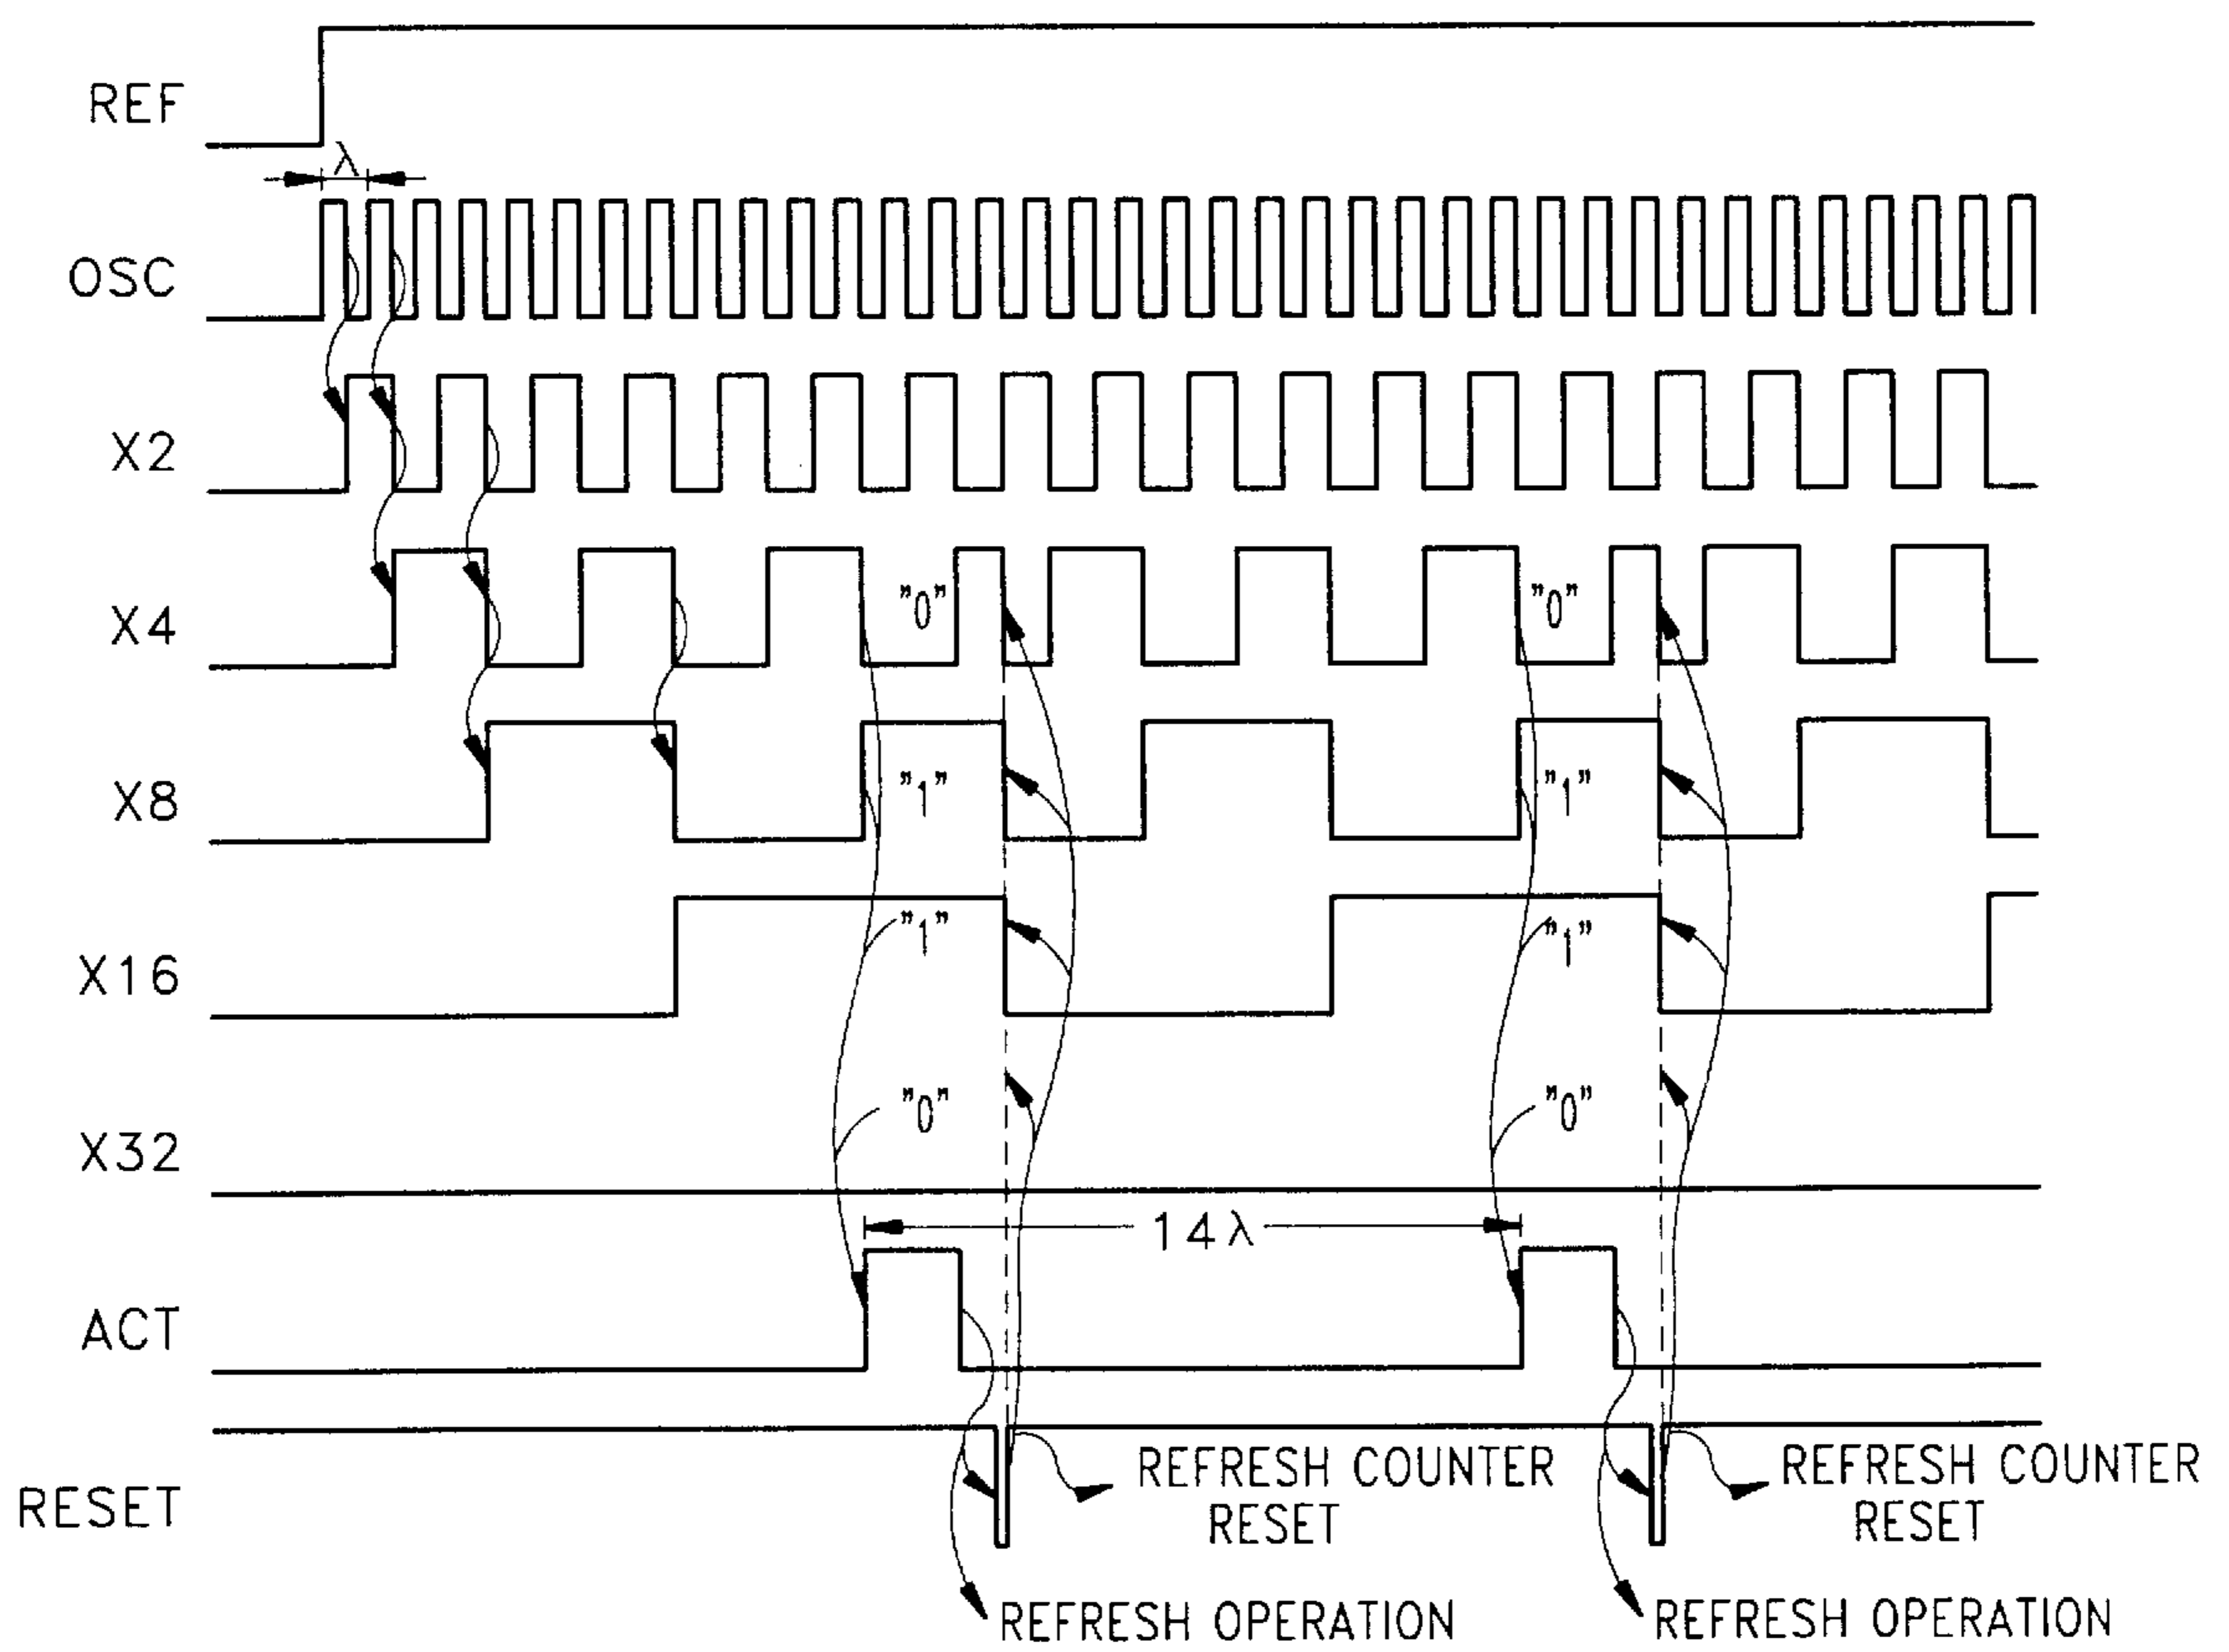 REF
λ
OSC
X2
X4
"0"
"0"
X8
"1"
"1"
X16
"1"
"1"
X32
"0"
"0"
14λ
ACT
RESET
REFRESH COUNTER
RESET
REFRESH COUNTER
RESET
REFRESH OPERATION
REFRESH OPERATION